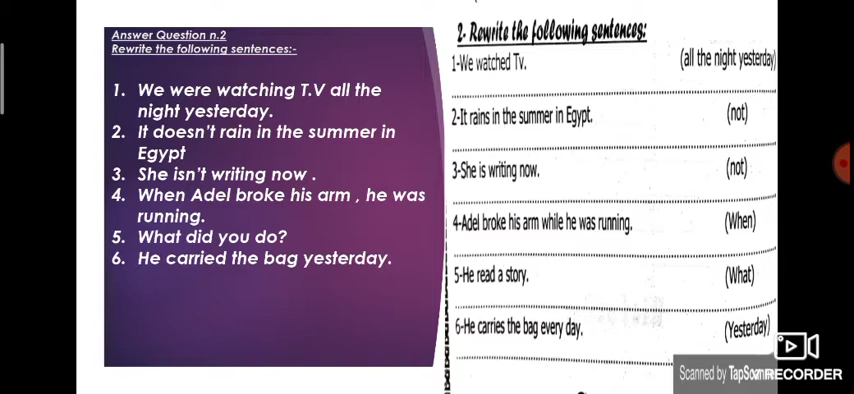 Answer Question n.2
Rewrite the following sentences:-
1. We were watching T.V all the
night yesterday.
2. It doesn't rain in the summer in
Egypt
3. She isn't writing now .
4. When Adel broke his arm , he was
running.
5. What did you do?
6. He carried the bag yesterday.
2- Rewrite the following sentences:
1-We watched Tv. (all the night yesterday)
2-It rains in the summer in Egypt. (not)
3-She is writing now. (not)
4-Adel broke his arm while he was running. (When)
5-He read a story. (What)
6-He carries the bag every day. (Yesterday)
Scanned by
RECORDER